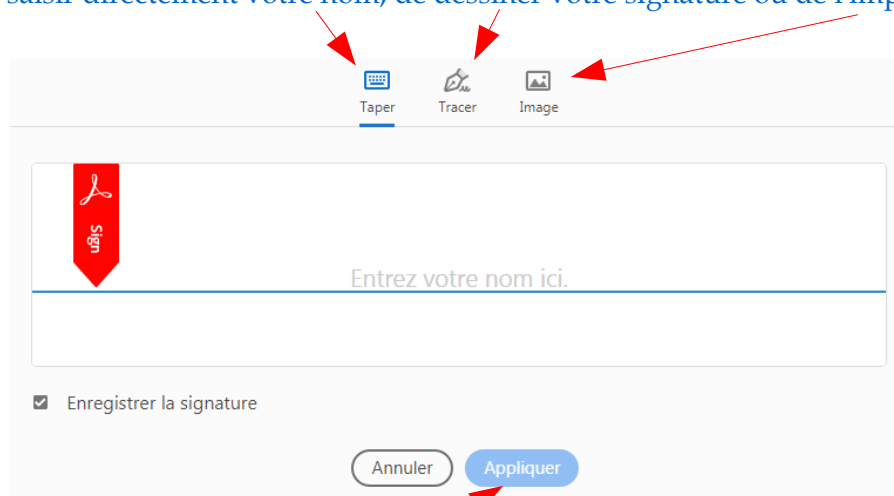 saisir directement votre nom, de dessiner votre signature ou de l'imp
Taper Tracer Image
Sign
Entrez votre nom ici.
Enregistrer la signature
Annuler Appliquer